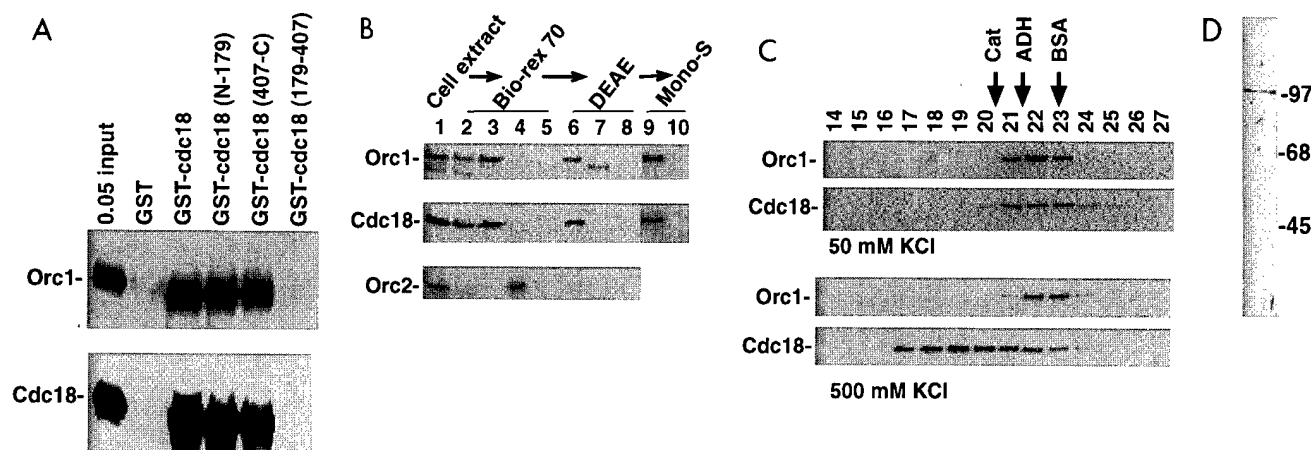 A
0.05 input
GST
GST-cdc18
GST-cdc18 (N-179)
GST-cdc18 (407-C)
GST-cdc18 (179-407)
Orc1-
Cdc18-
B
Cell extract
Bio-rex 70
DEAE
Mono-S
1 2 3 4 5 6 7 8 9 10
Orc1-
Cdc18-
Orc2-
C
Cat
ADH
BSA
14 15 16 17 18 19 20 21 22 23 24 25 26 27
Orc1-
Cdc18-
50 mM KCl
Orc1-
Cdc18-
500 mM KCl
D
-97
-68
-45